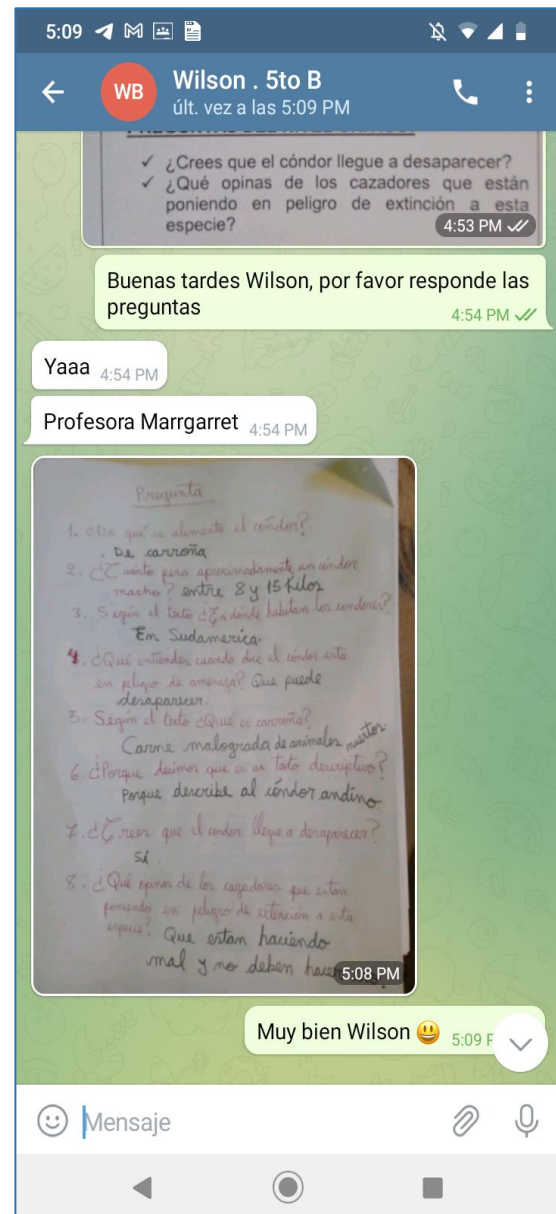 5:09
WB
Wilson . 5to B
últ. vez a las 5:09 PM
✓ ¿Crees que el cóndor llegue a desaparecer?
✓ ¿Qué opinas de los cazadores que están
poniendo en peligro de extinción a esta
especie?
4:53 PM
Buenas tardes Wilson, por favor responde las
preguntas
4:54 PM
Yaaa 4:54 PM
Profesora Marrgarret 4:54 PM
Pregunta
1. ¿De qué se alimenta el cóndor?
. De carroña
2. ¿Cuánto pesa aproximadamente un cóndor
macho? entre 8 y 15 Kilos
3. Según el texto ¿En dónde habitan los condores?
En Sudamerica.
4. ¿Qué entiendes cuando dice el condor esta
en peligro de amenaza? Que puede
desaparecer.
5. Según el texto ¿Qué es carroña?
Carne malograda de animales muertos.
6. ¿Porque decimos que es un texto descriptivo?
Porque describe al cóndor andino
7. ¿Crees que el condor llegue a desaparecer?
Si.
8. ¿Qué opinas de los cazadores que estan
poniendo en peligro de extinción a esta
especie? Que estan haciendo
mal y no deben
5:08 PM
Muy bien Wilson 😃 5:09
Mensaje